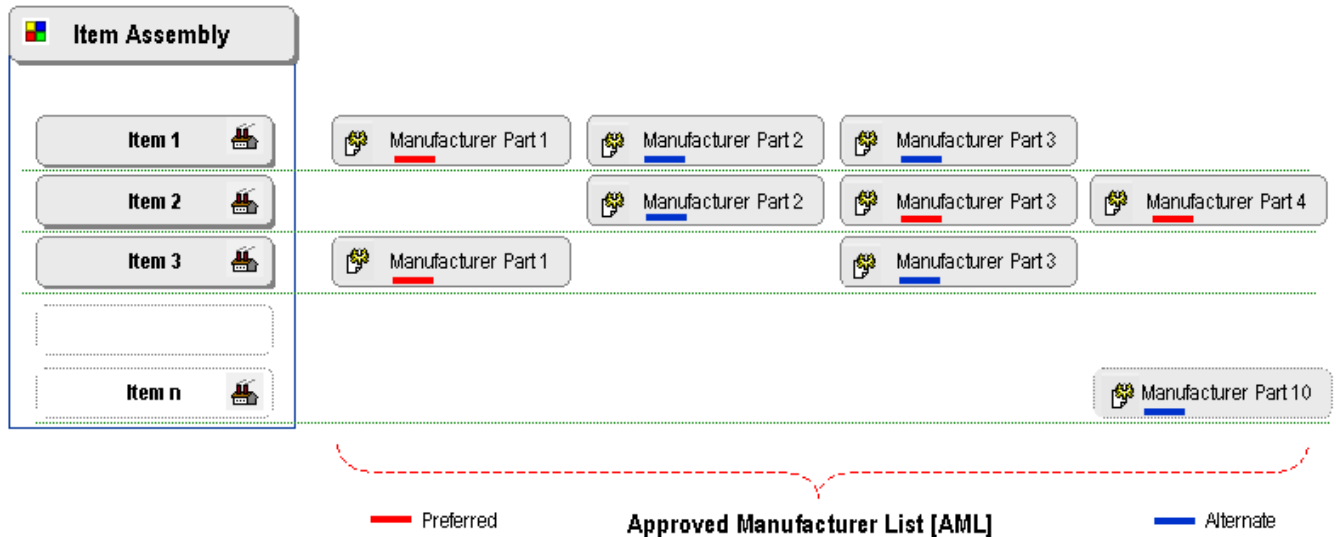 Item Assembly
Item 1 Manufacturer Part 1 Manufacturer Part 2 Manufacturer Part 3
Item 2 Manufacturer Part 2 Manufacturer Part 3 Manufacturer Part 4
Item 3 Manufacturer Part 1 Manufacturer Part 3
Item n Manufacturer Part 10
Preferred Approved Manufacturer List [AML] Alternate